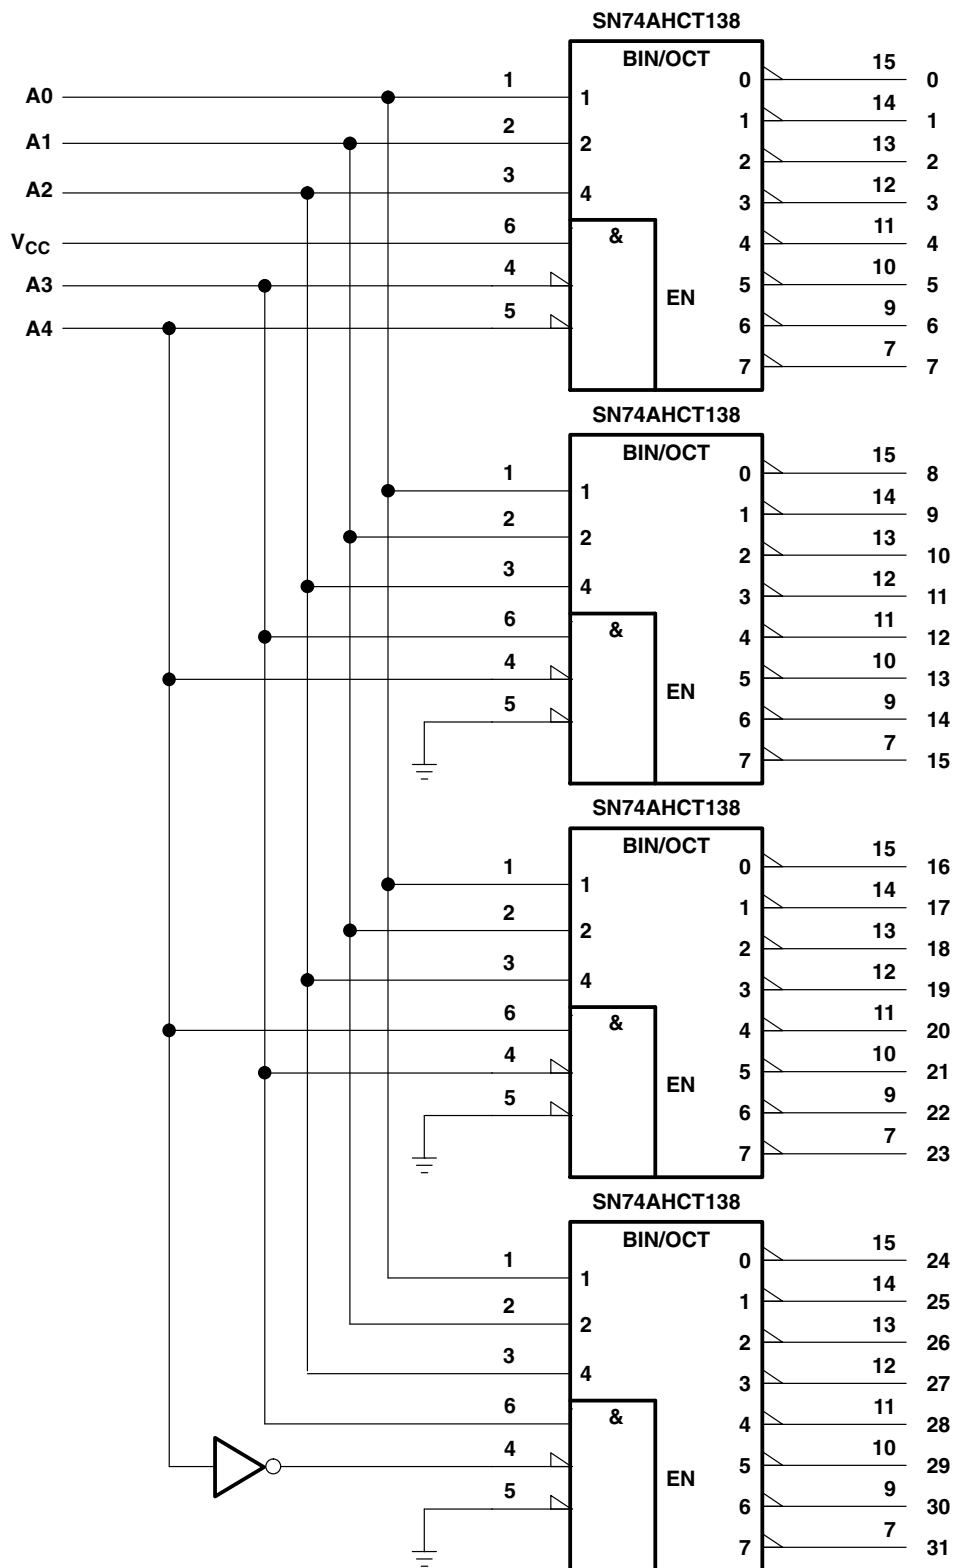 SN74AHCT138
BIN/OCT
A0 1 1 0 15 0
A1 2 2 1 14 1
A2 3 4 2 13 2
3 12 3
VCC 6 & 4 11 4
A3 4 5 10 5
A4 5 EN 6 9 6
7 7 7
SN74AHCT138
BIN/OCT
1 1 0 15 8
2 2 1 14 9
3 4 2 13 10
3 12 11
6 & 4 11 12
4 5 10 13
5 EN 6 9 14
7 7 15
SN74AHCT138
BIN/OCT
1 1 0 15 16
2 2 1 14 17
3 4 2 13 18
3 12 19
6 & 4 11 20
4 5 10 21
5 EN 6 9 22
7 7 23
SN74AHCT138
BIN/OCT
1 1 0 15 24
2 2 1 14 25
3 4 2 13 26
3 12 27
6 & 4 11 28
4 5 10 29
5 EN 6 9 30
7 7 31